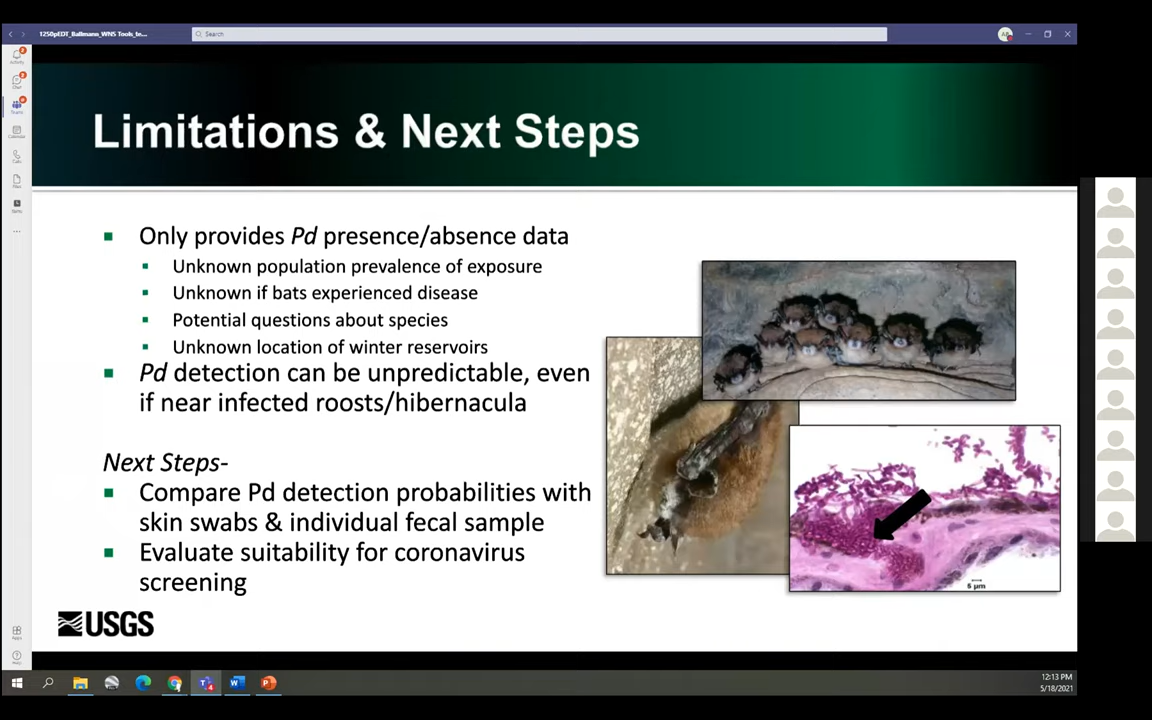 1250pEDT_Ballmann_WNS Tools_te...
Search
Limitations & Next Steps
Only provides Pd presence/absence data
Unknown population prevalence of exposure
Unknown if bats experienced disease
Potential questions about species
Unknown location of winter reservoirs
Pd detection can be unpredictable, even
if near infected roosts/hibernacula
Next Steps-
Compare Pd detection probabilities with
skin swabs & individual fecal sample
Evaluate suitability for coronavirus
screening
5 µm
USGS
12:13 PM
5/18/2021